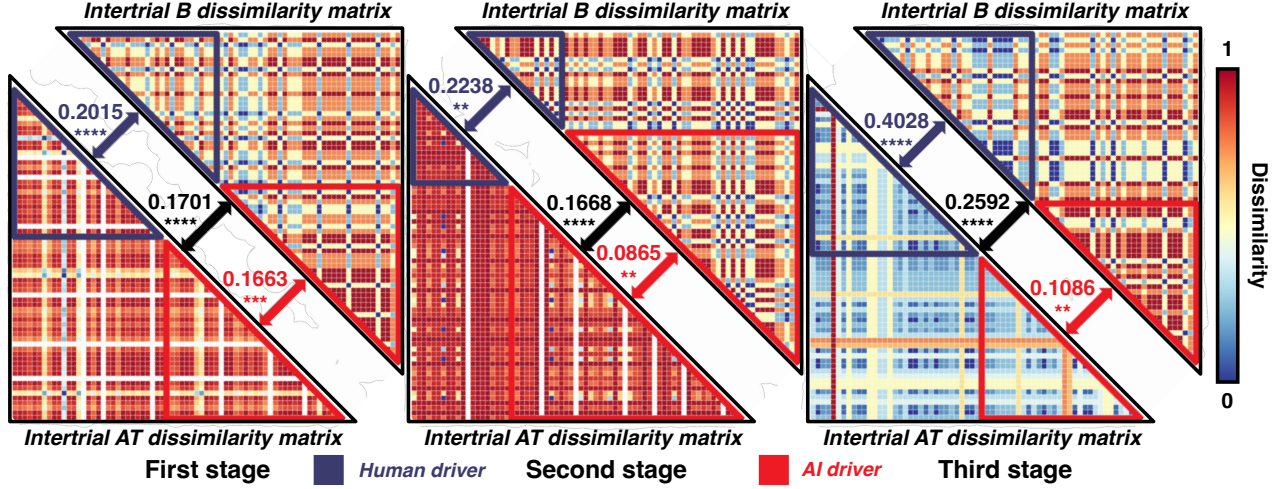 Intertrial B dissimilarity matrix
Intertrial B dissimilarity matrix
Intertrial B dissimilarity matrix
0.2015
****
0.1701
****
0.1663
***
0.2238
**
0.1668
****
0.0865
**
0.4028
****
0.2592
****
0.1086
**
1
Dissimilarity
0
Intertrial AT dissimilarity matrix
Intertrial AT dissimilarity matrix
Intertrial AT dissimilarity matrix
First stage
Human driver
Second stage
AI driver
Third stage